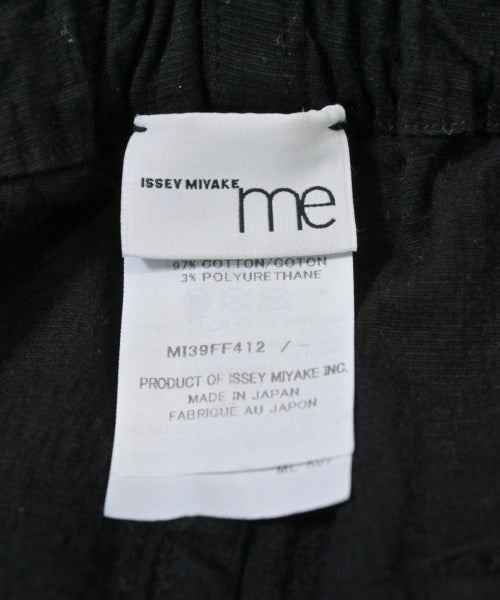 ISSEY MIYAKE me
97% COTTON/COTON
3% POLYURETHANE
MI39FF412 / –
PRODUCT OF ISSEY MIYAKE INC.
MADE IN JAPAN
FABRIQUÉ AU JAPON